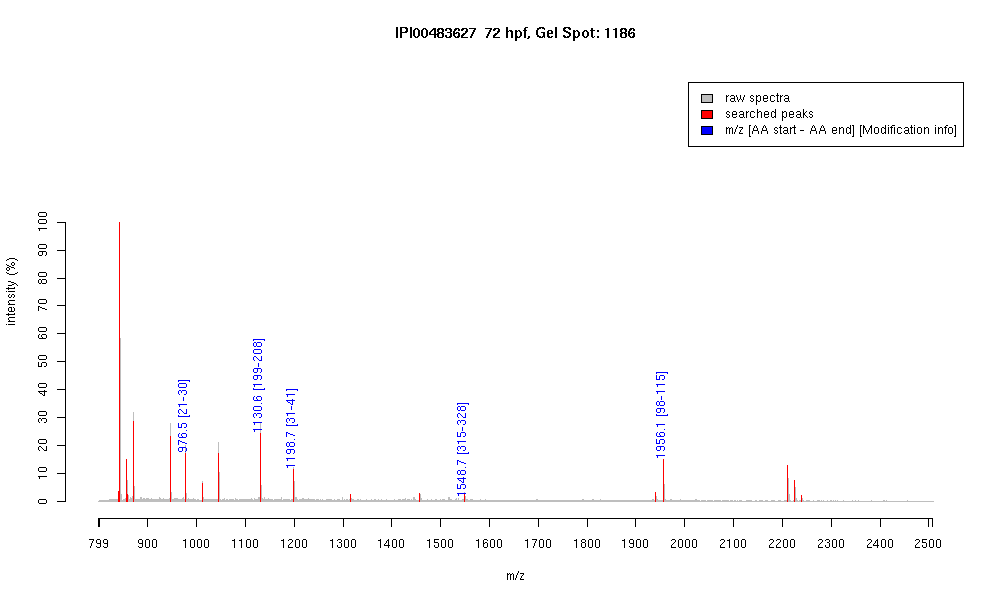 IPI00483627 72 hpf, Gel Spot: 1186
raw spectra
searched peaks
m/z [AA start - AA end] [Modification info]
intensity (%)
100
90
80
70
60
50
40
30
20
10
0
976.5 [21-30]
1130.6 [199-208]
1198.7 [31-41]
1548.7 [315-328]
1956.1 [98-115]
799 900 1000 1100 1200 1300 1400 1500 1600 1700 1800 1900 2000 2100 2200 2300 2400 2500
m/z